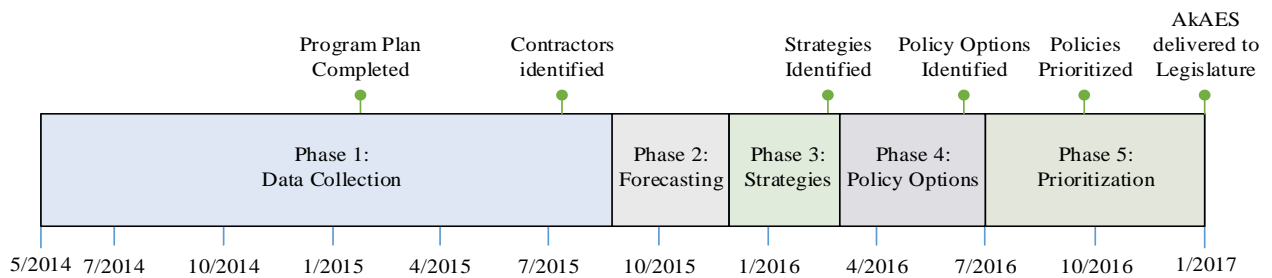 AkAES
Program Plan Contractors Strategies Policy Options Policies delivered to
Completed identified Identified Identified Prioritized Legislature
Phase 1: Phase 2: Phase 3: Phase 4: Phase 5:
Data Collection Forecasting Strategies Policy Options Prioritization
5/2014 7/2014 10/2014 1/2015 4/2015 7/2015 10/2015 1/2016 4/2016 7/2016 10/2016 1/2017